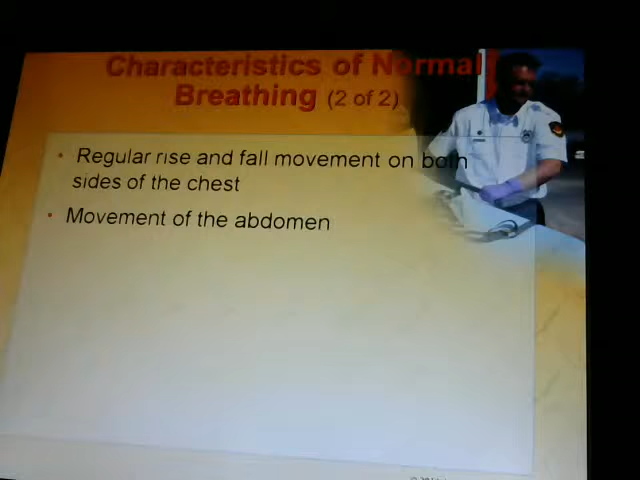 Characteristics of Normal
Breathing (2 of 2)
• Regular rise and fall movement on both
sides of the chest
• Movement of the abdomen